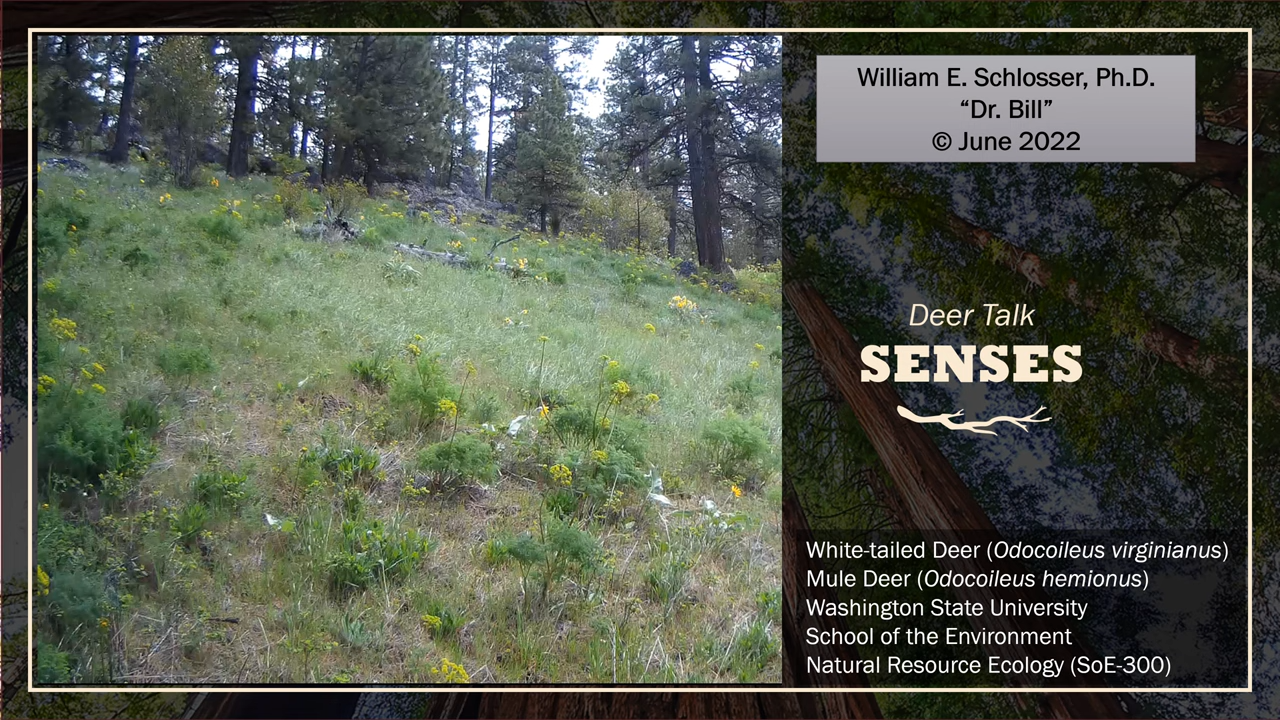 William E. Schlosser, Ph.D.
“Dr. Bill”
© June 2022
Deer Talk
SENSES
White-tailed Deer (Odocoileus virginianus)
Mule Deer (Odocoileus hemionus)
Washington State University
School of the Environment
Natural Resource Ecology (SoE-300)